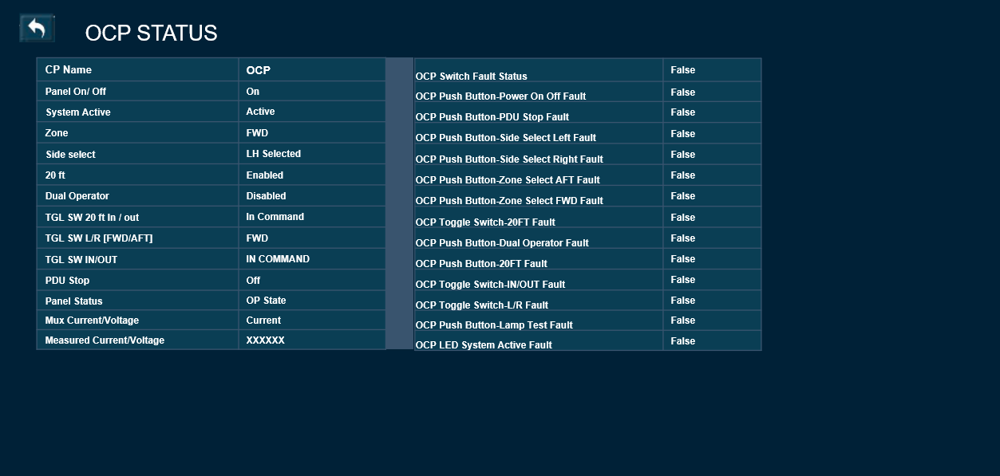 OCP STATUS
CP Name OCP
Panel On/ Off On
System Active Active
Zone FWD
Side select LH Selected
20 ft Enabled
Dual Operator Disabled
TGL SW 20 ft In / out In Command
TGL SW L/R [FWD/AFT] FWD
TGL SW IN/OUT IN COMMAND
PDU Stop Off
Panel Status OP State
Mux Current/Voltage Current
Measured Current/Voltage XXXXXX
OCP Switch Fault Status False
OCP Push Button-Power On Off Fault False
OCP Push Button-PDU Stop Fault False
OCP Push Button-Side Select Left Fault False
OCP Push Button-Side Select Right Fault False
OCP Push Button-Zone Select AFT Fault False
OCP Push Button-Zone Select FWD Fault False
OCP Toggle Switch-20FT Fault False
OCP Push Button-Dual Operator Fault False
OCP Push Button-20FT Fault False
OCP Toggle Switch-IN/OUT Fault False
OCP Toggle Switch-L/R Fault False
OCP Push Button-Lamp Test Fault False
OCP LED System Active Fault False